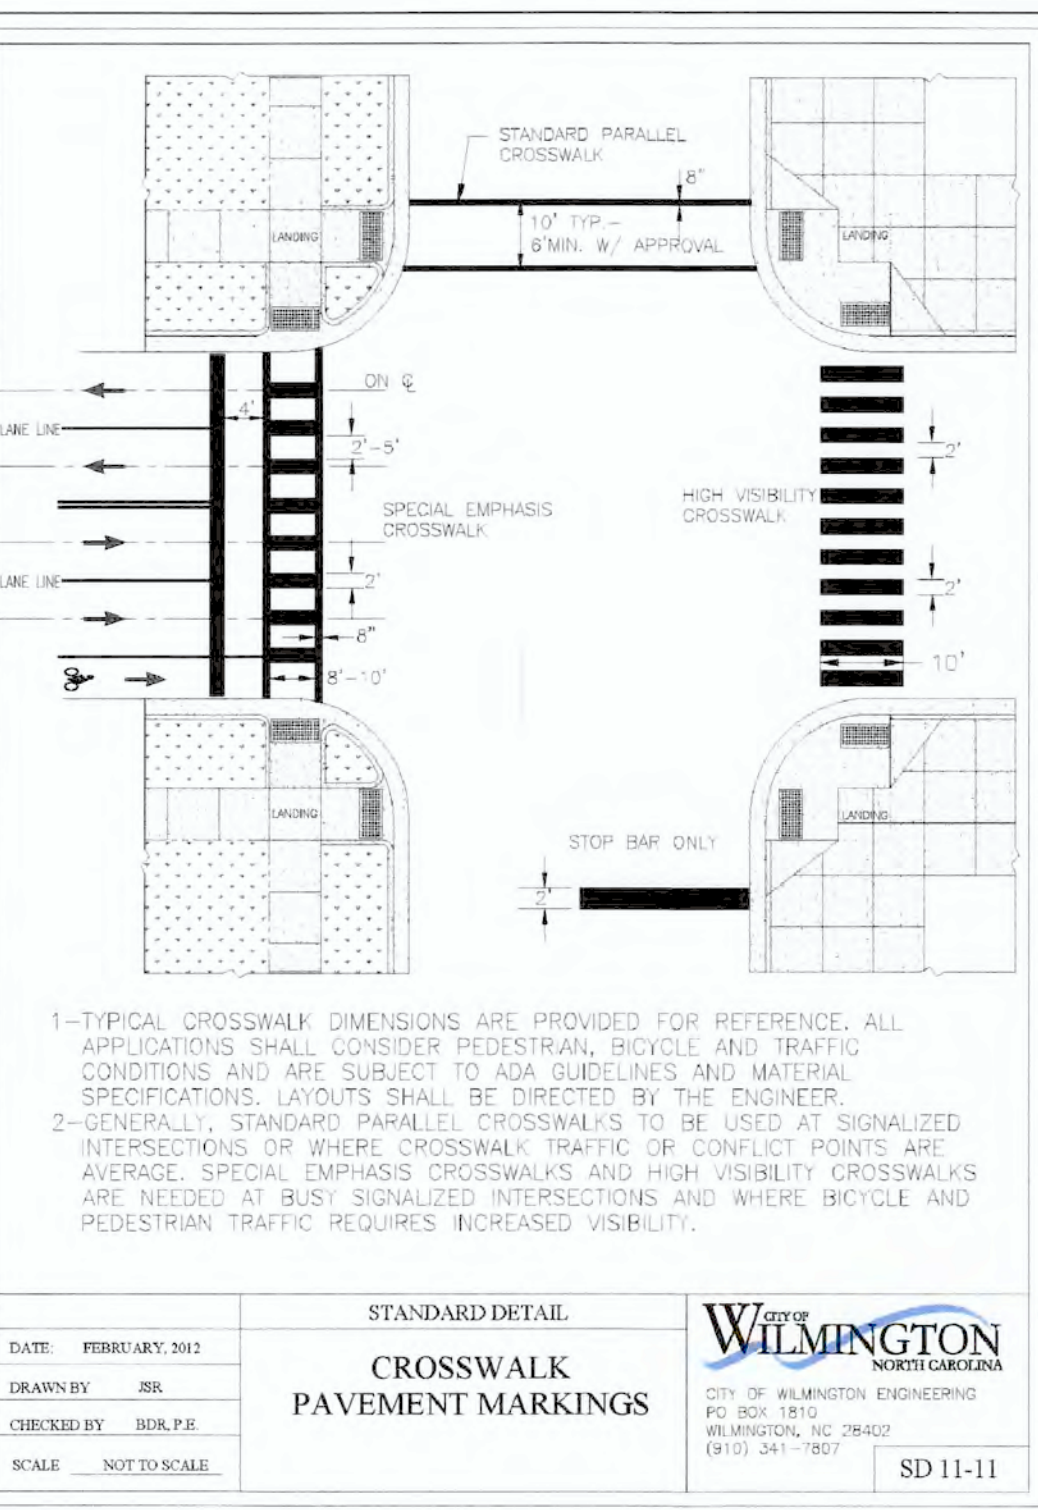 STANDARD PARALLEL
CROSSWALK
8"
10' TYP.-
6'MIN. W/ APPROVAL
LANDING
LANDING
ON ℄
4'
LANE LINE
2'-5'
2'
SPECIAL EMPHASIS
CROSSWALK
HIGH VISIBILITY
CROSSWALK
LANE LINE
2'
2'
8"
8'-10'
10'
LANDING
LANDING
STOP BAR ONLY
2'
1-TYPICAL CROSSWALK DIMENSIONS ARE PROVIDED FOR REFERENCE. ALL
APPLICATIONS SHALL CONSIDER PEDESTRIAN, BICYCLE AND TRAFFIC
CONDITIONS AND ARE SUBJECT TO ADA GUIDELINES AND MATERIAL
SPECIFICATIONS. LAYOUTS SHALL BE DIRECTED BY THE ENGINEER.
2-GENERALLY, STANDARD PARALLEL CROSSWALKS TO BE USED AT SIGNALIZED
INTERSECTIONS OR WHERE CROSSWALK TRAFFIC OR CONFLICT POINTS ARE
AVERAGE. SPECIAL EMPHASIS CROSSWALKS AND HIGH VISIBILITY CROSSWALKS
ARE NEEDED AT BUSY SIGNALIZED INTERSECTIONS AND WHERE BICYCLE AND
PEDESTRIAN TRAFFIC REQUIRES INCREASED VISIBILITY.
DATE: FEBRUARY, 2012
DRAWN BY JSR
CHECKED BY BDR, P.E.
SCALE NOT TO SCALE
STANDARD DETAIL
CROSSWALK
PAVEMENT MARKINGS
CITY OF
WILMINGTON
NORTH CAROLINA
CITY OF WILMINGTON ENGINEERING
PO BOX 1810
WILMINGTON, NC 28402
(910) 341-7807
SD 11-11